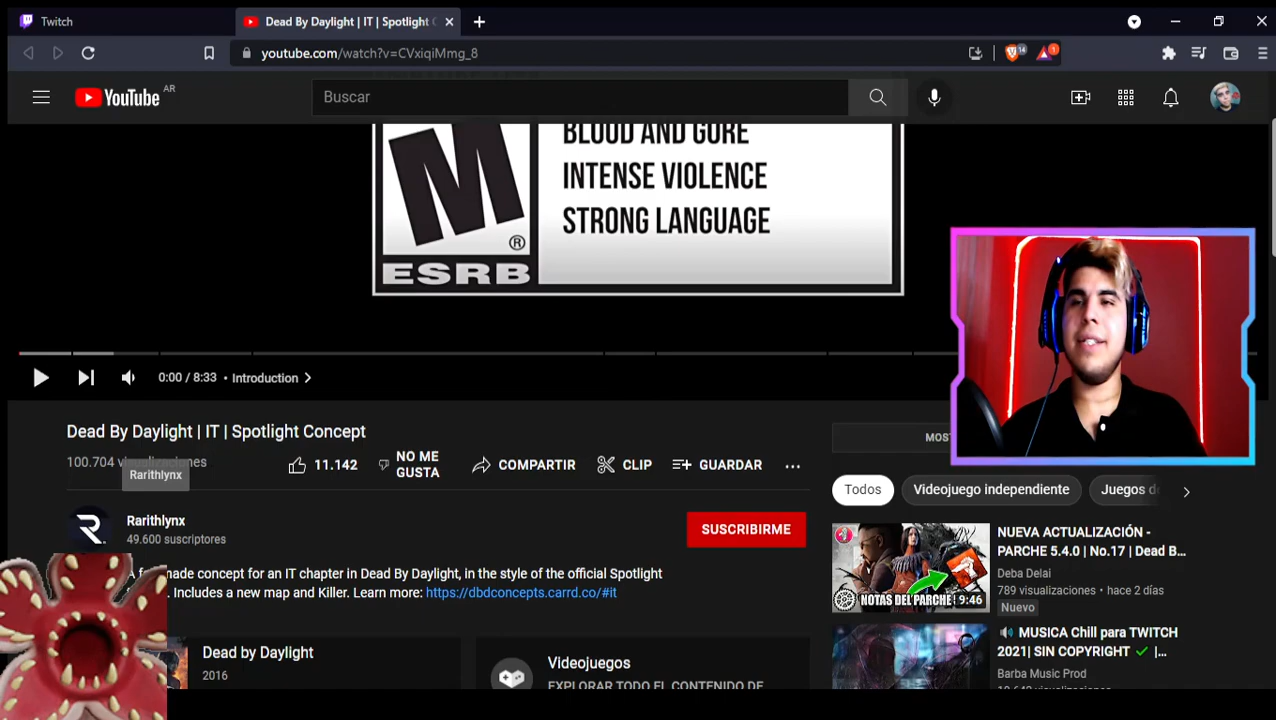 Twitch
Dead By Daylight | IT | Spotlight C
youtube.com/watch?v=CVxiqiMmg_8
14
1
YouTube AR
Buscar
BLOOD AND GORE
INTENSE VIOLENCE
STRONG LANGUAGE
M
®
ESRB
0:00 / 8:33 • Introduction
Dead By Daylight | IT | Spotlight Concept
100.704 visualizaciones
Rarithlynx
11.142
NO ME GUSTA
COMPARTIR
CLIP
GUARDAR
MOST
Todos
Videojuego independiente
Juegos d
Rarithlynx
49.600 suscriptores
SUSCRIBIRME
made concept for an IT chapter in Dead By Daylight, in the style of the official Spotlight
. Includes a new map and Killer. Learn more: https://dbdconcepts.carrd.co/#it
Dead by Daylight
2016
Videojuegos
EXPLORAR TODO EL CONTENIDO DE
NOTAS DEL PARCHE!
9:46
NUEVA ACTUALIZACIÓN -
PARCHE 5.4.0 | No.17 | Dead B...
Deba Delai
789 visualizaciones • hace 2 días
Nuevo
MUSICA Chill para TWITCH
2021| SIN COPYRIGHT ✓ |...
Barba Music Prod